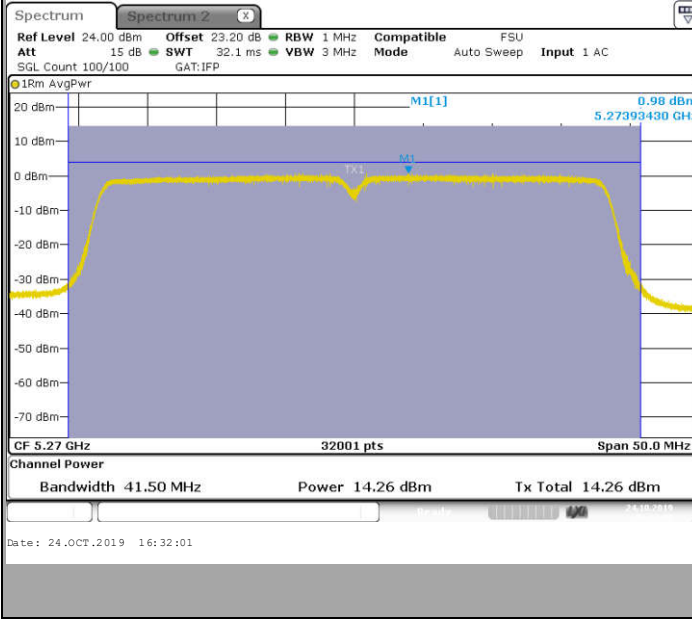 Spectrum Spectrum 2 X
Ref Level 24.00 dBm Offset 23.20 dB RBW 1 MHz Compatible FSU
Att 15 dB SWT 32.1 ms VBW 3 MHz Mode Auto Sweep Input 1 AC
SGL Count 100/100 GAT:IFP
1Rm AvgPwr
M1[1] 0.98 dBm
5.27393430 GHz
20 dBm
10 dBm
M1
TX1
0 dBm
-10 dBm
-20 dBm
-30 dBm
-40 dBm
-50 dBm
-60 dBm
-70 dBm
CF 5.27 GHz 32001 pts Span 50.0 MHz
Channel Power
Bandwidth 41.50 MHz Power 14.26 dBm Tx Total 14.26 dBm
Ready 24.10.2019
Date: 24.OCT.2019 16:32:01